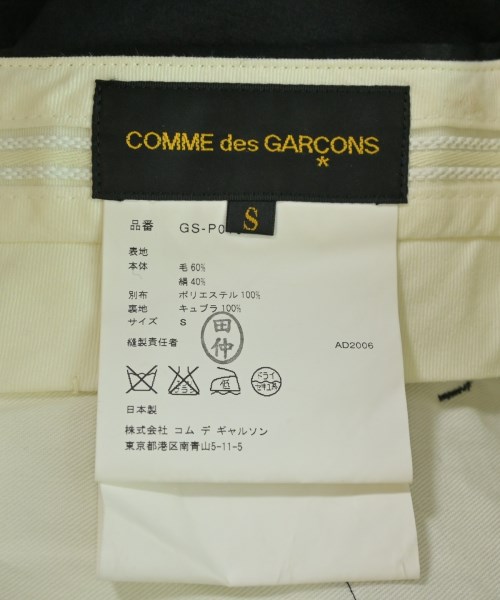 COMME des GARCONS
*
S
品番 GS-P0
表地
本体 毛 60%
絹 40%
別布 ポリエステル 100%
裏地 キュプラ 100%
サイズ S
縫製責任者 田仲 AD2006
日本製
株式会社 コム デ ギャルソン
東京都港区南青山5-11-5